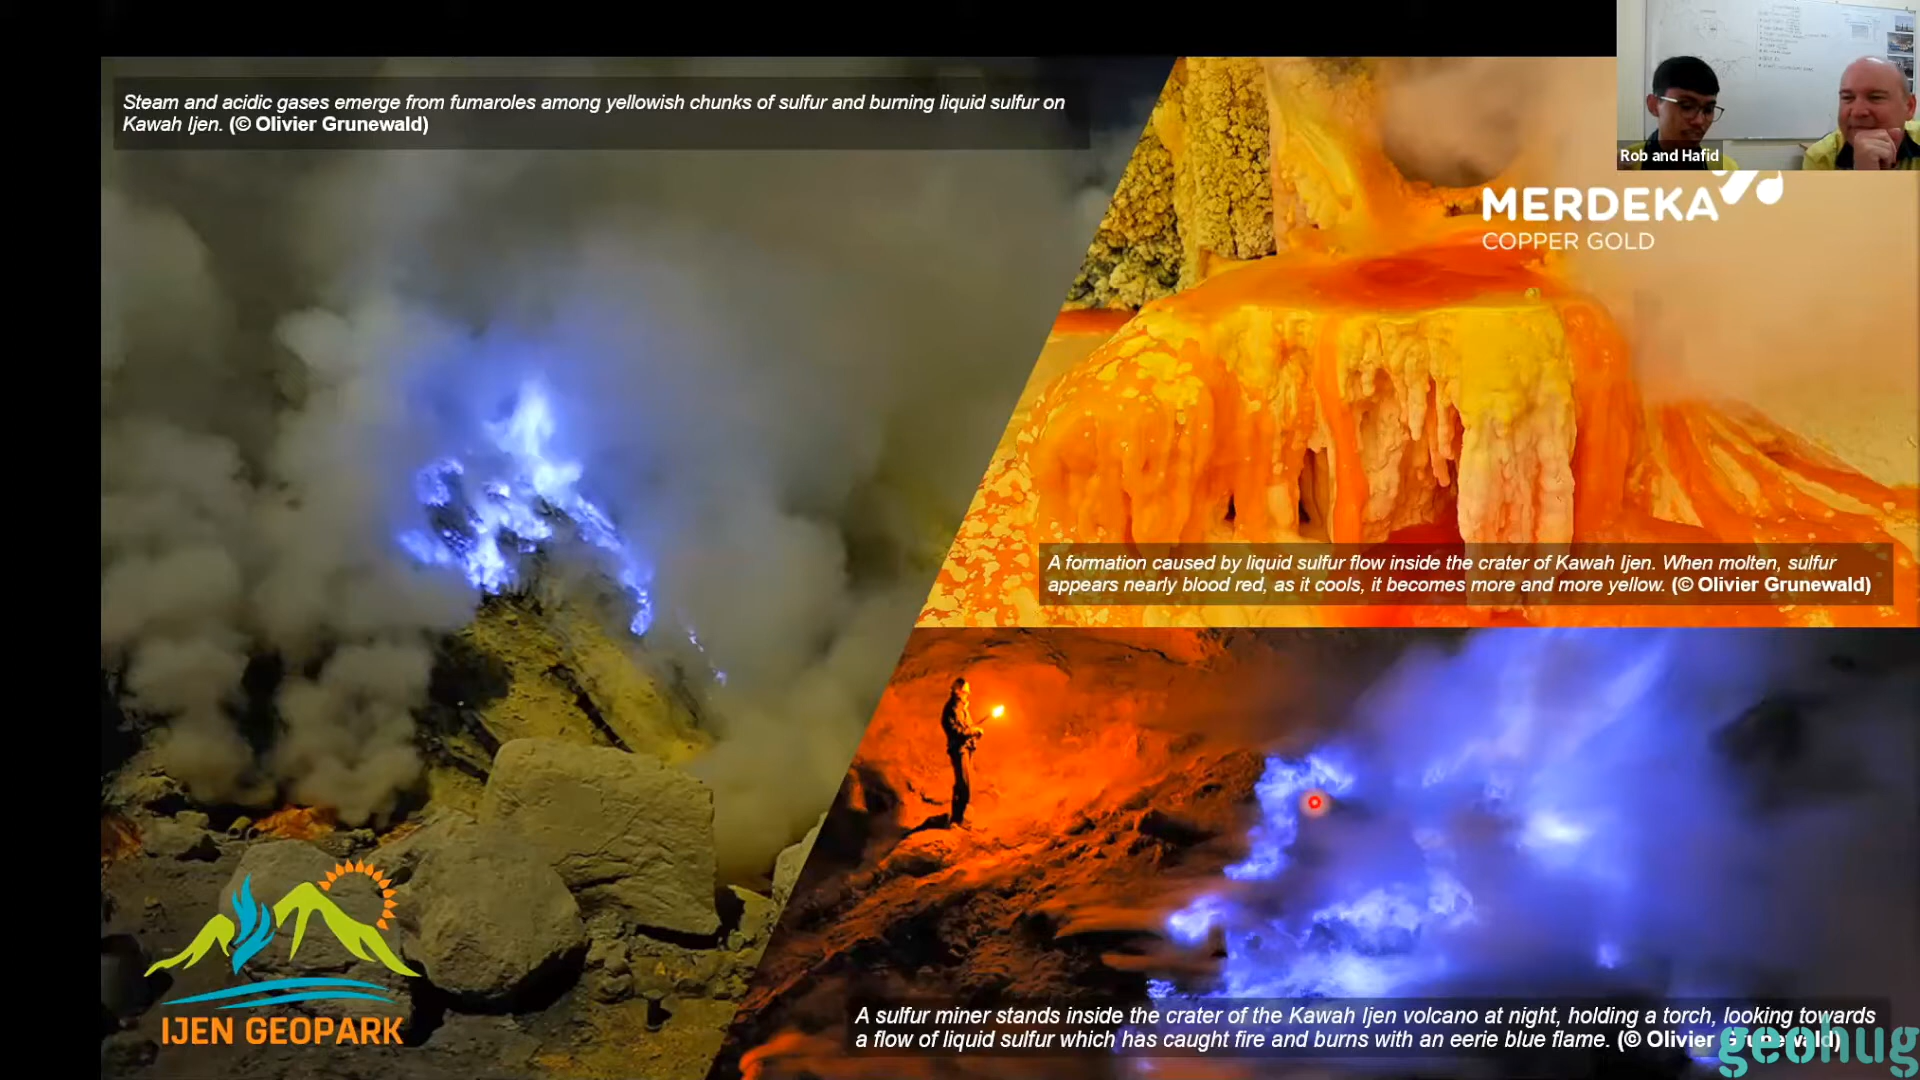 Steam and acidic gases emerge from fumaroles among yellowish chunks of sulfur and burning liquid sulfur on
Kawah Ijen. (© Olivier Grunewald)
Rob and Hafid
MERDEKA
COPPER GOLD
A formation caused by liquid sulfur flow inside the crater of Kawah Ijen. When molten, sulfur
appears nearly blood red, as it cools, it becomes more and more yellow. (© Olivier Grunewald)
IJEN GEOPARK
A sulfur miner stands inside the crater of the Kawah Ijen volcano at night, holding a torch, looking towards
a flow of liquid sulfur which has caught fire and burns with an eerie blue flame. (© Olivier Grunewald)
geohug